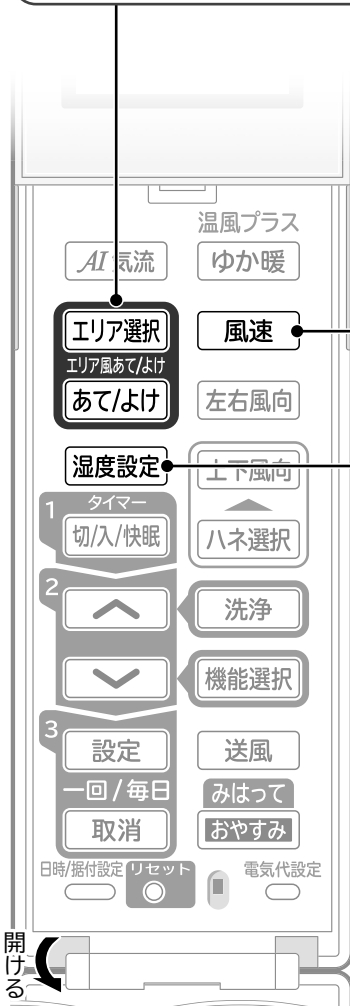 温風プラス
AI 気流
ゆか暖
エリア選択
風速
エリア風あて/よけ
あて/よけ
左右風向
湿度設定
上下風向
1
タイマー
切/入/快眠
ハネ選択
2
洗浄
機能選択
3
設定
送風
一回/毎日
みはって
取消
おやすみ
日時/据付設定
リセット
電気代設定
開ける